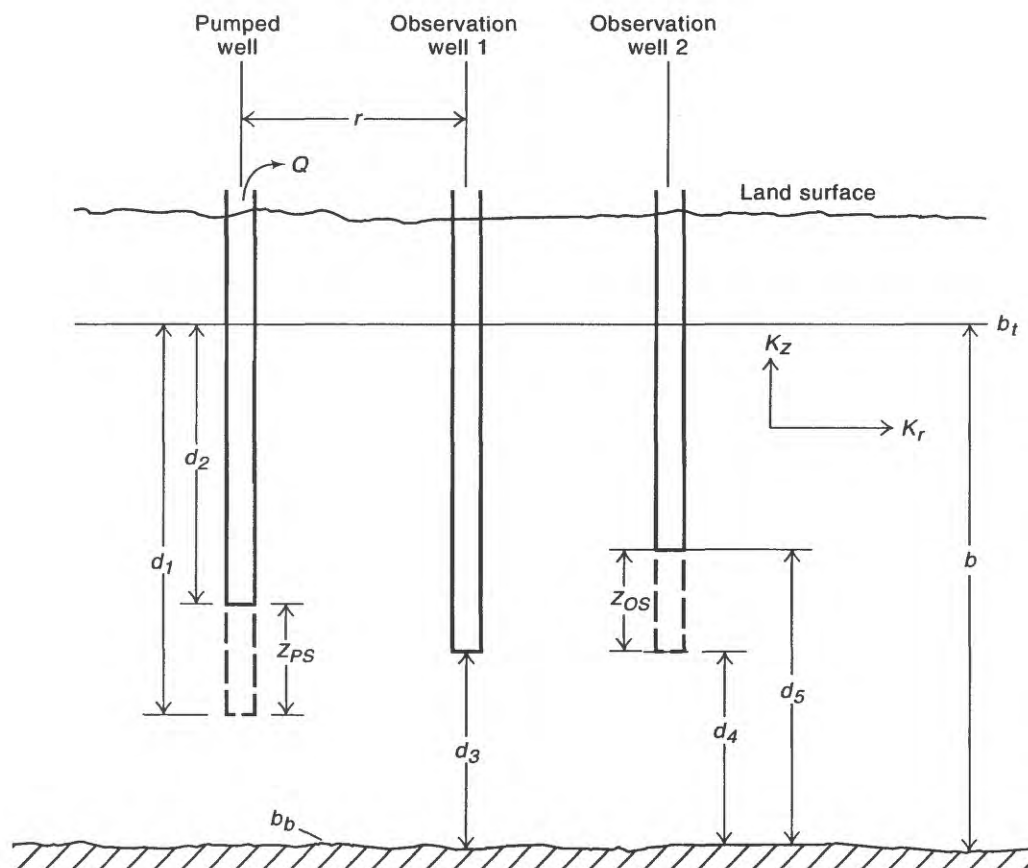 Pumped
well
Observation
well 1
Observation
well 2
r
Q
Land surface
b_t
K_z
K_r
d_2
d_1
b
z_OS
z_PS
d_5
d_4
d_3
b_b